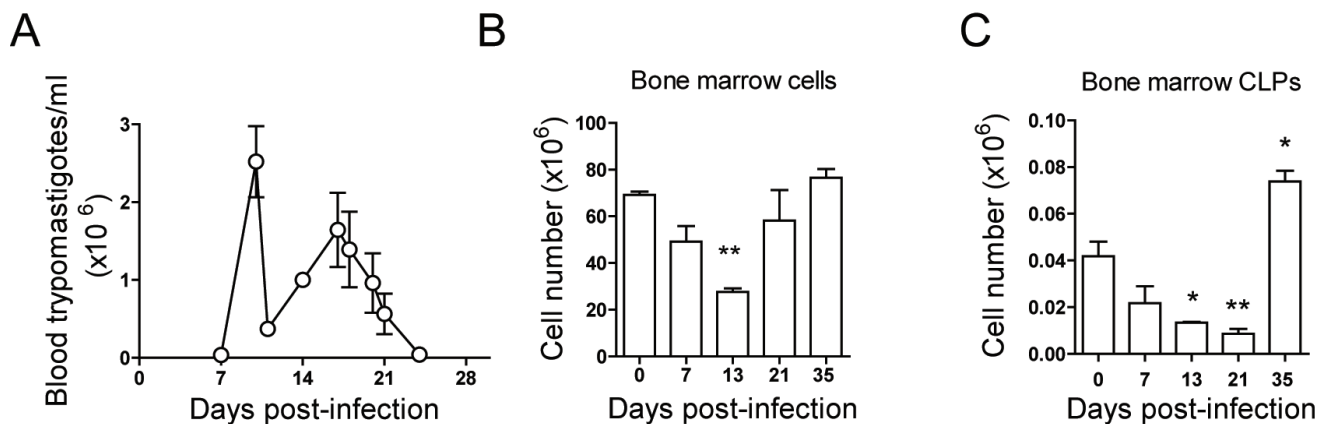 A
Blood trypomastigotes/ml
(x10⁶)
3
2
1
0
0 7 14 21 28
Days post-infection
B
Bone marrow cells
Cell number (x10⁶)
100
80
60
40
20
0
**
0 7 13 21 35
Days post-infection
C
Bone marrow CLPs
Cell number (x10⁶)
0.10
0.08
0.06
0.04
0.02
0.00
* ** *
0 7 13 21 35
Days post-infection